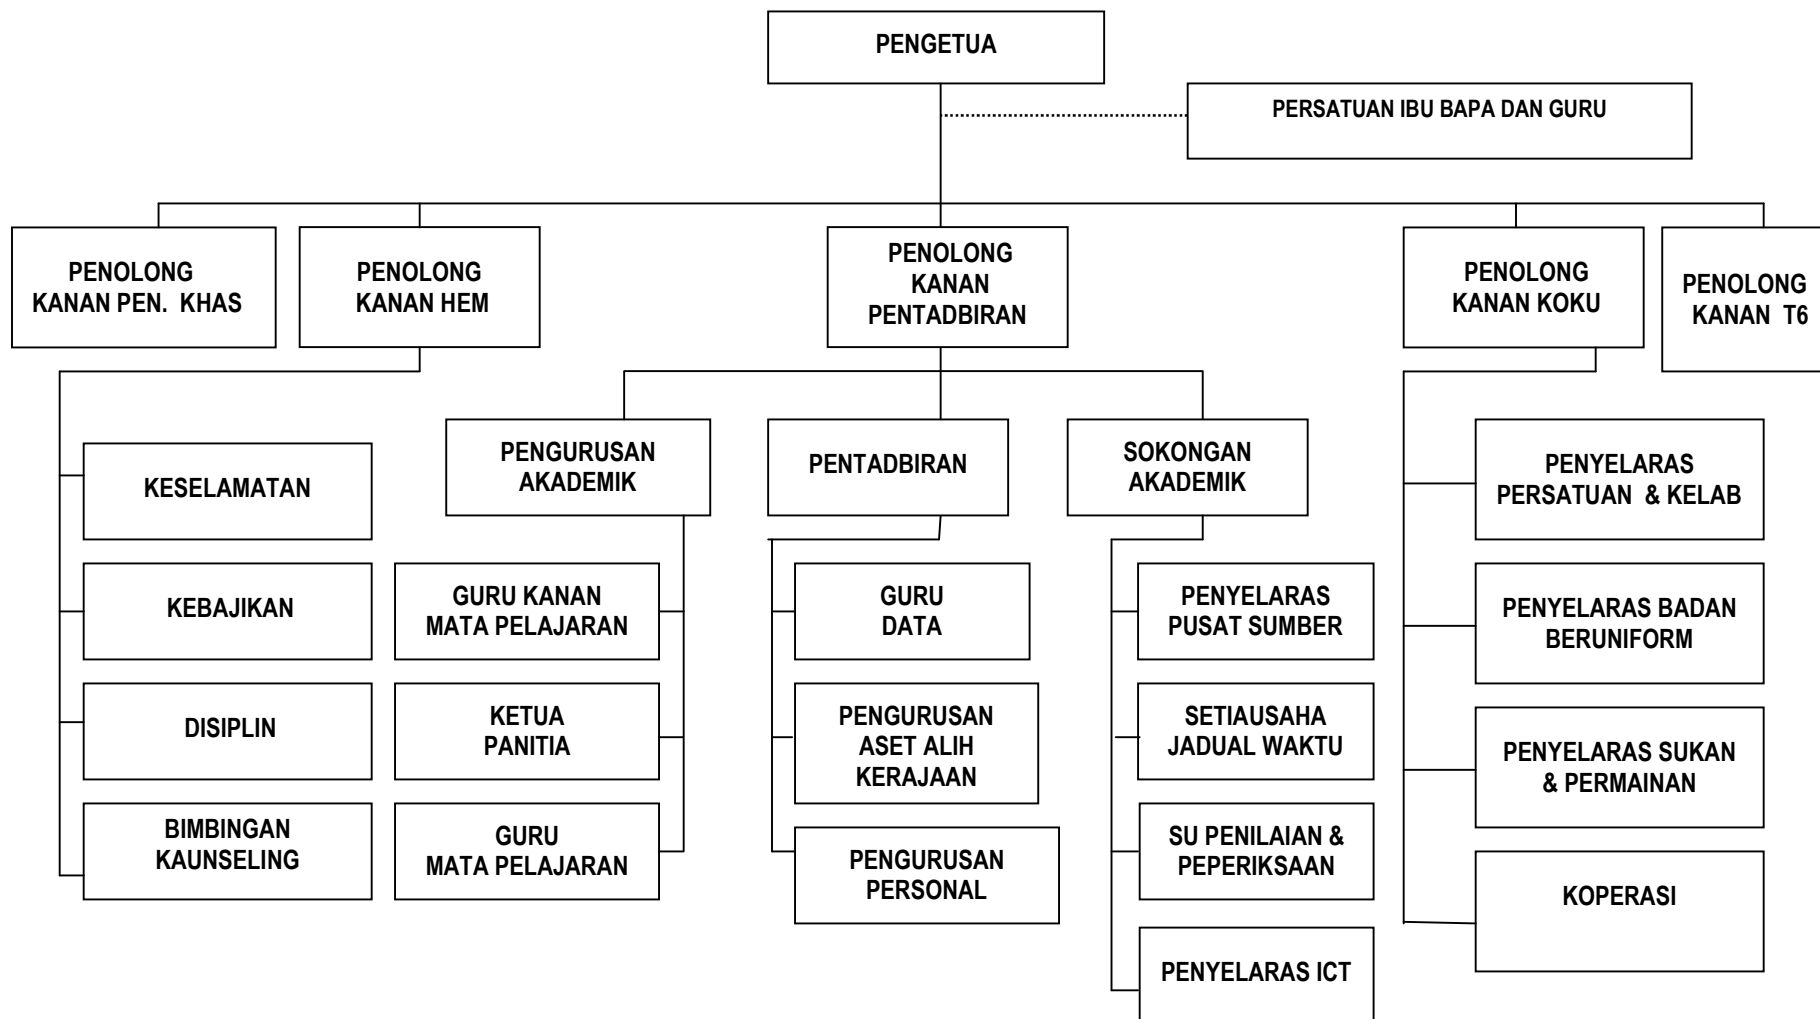 PENGETUA
PERSATUAN IBU BAPA DAN GURU
PENOLONG
KANAN PEN. KHAS
PENOLONG
KANAN HEM
PENOLONG
KANAN
PENTADBIRAN
PENOLONG
KANAN KOKU
PENOLONG
KANAN T6
KESELAMATAN
KEBAJIKAN
DISIPLIN
BIMBINGAN
KAUNSELING
PENGURUSAN
AKADEMIK
GURU KANAN
MATA PELAJARAN
KETUA
PANITIA
GURU
MATA PELAJARAN
PENTADBIRAN
GURU
DATA
PENGURUSAN
ASET ALIH
KERAJAAN
PENGURUSAN
PERSONAL
SOKONGAN
AKADEMIK
PENYELARAS
PUSAT SUMBER
SETIAUSAHA
JADUAL WAKTU
SU PENILAIAN &
PEPERIKSAAN
PENYELARAS ICT
PENYELARAS
PERSATUAN & KELAB
PENYELARAS BADAN
BERUNIFORM
PENYELARAS SUKAN
& PERMAINAN
KOPERASI